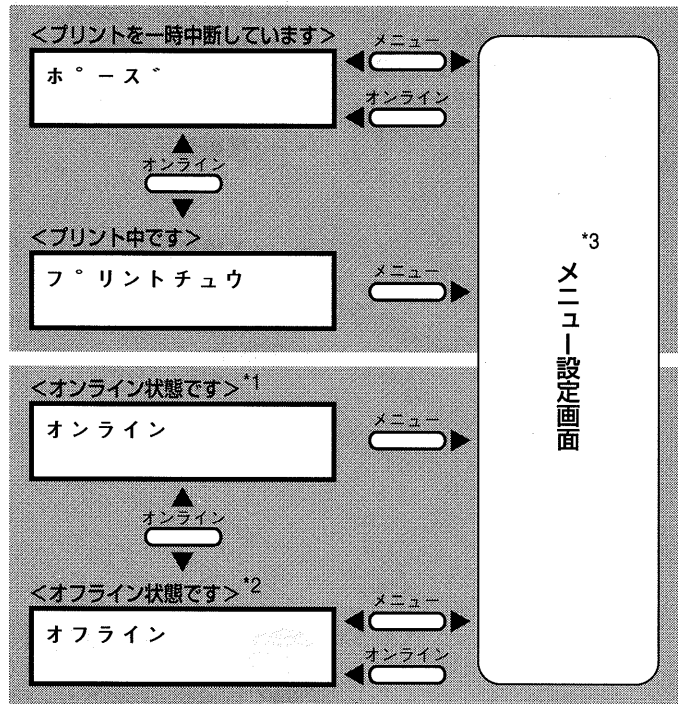 <プリントを一時中断しています>
ポーズ
メニュー
オンライン
オンライン
<プリント中です>
プリントチュウ
メニュー
<オンライン状態です>*1
オンライン
メニュー
オンライン
<オフライン状態です>*2
オフライン
メニュー
オンライン
*3
メニュー設定画面